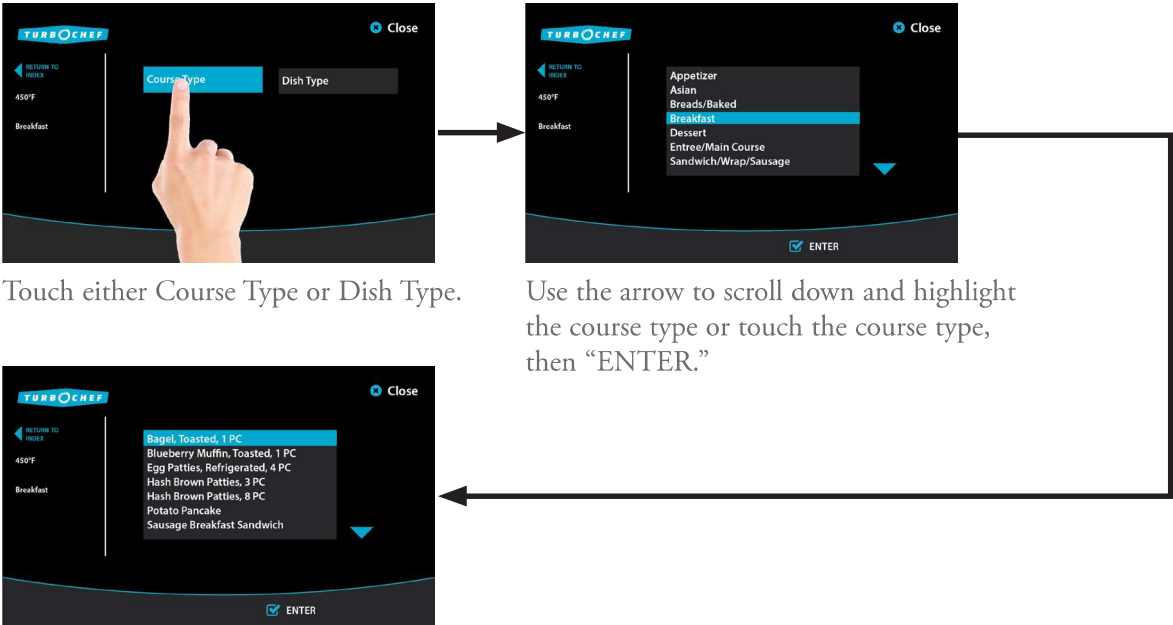 TURBOCHEF
Close
RETURN TO
INDEX
450°F
Breakfast
Course Type
Dish Type
Touch either Course Type or Dish Type.
TURBOCHEF
Close
RETURN TO
INDEX
450°F
Breakfast
Appetizer
Asian
Breads/Baked
Breakfast
Dessert
Entree/Main Course
Sandwich/Wrap/Sausage
ENTER
Use the arrow to scroll down and highlight
the course type or touch the course type,
then “ENTER.”
TURBOCHEF
Close
RETURN TO
INDEX
450°F
Breakfast
Bagel, Toasted, 1 PC
Blueberry Muffin, Toasted, 1 PC
Egg Patties, Refrigerated, 4 PC
Hash Brown Patties, 3 PC
Hash Brown Patties, 8 PC
Potato Pancake
Sausage Breakfast Sandwich
ENTER